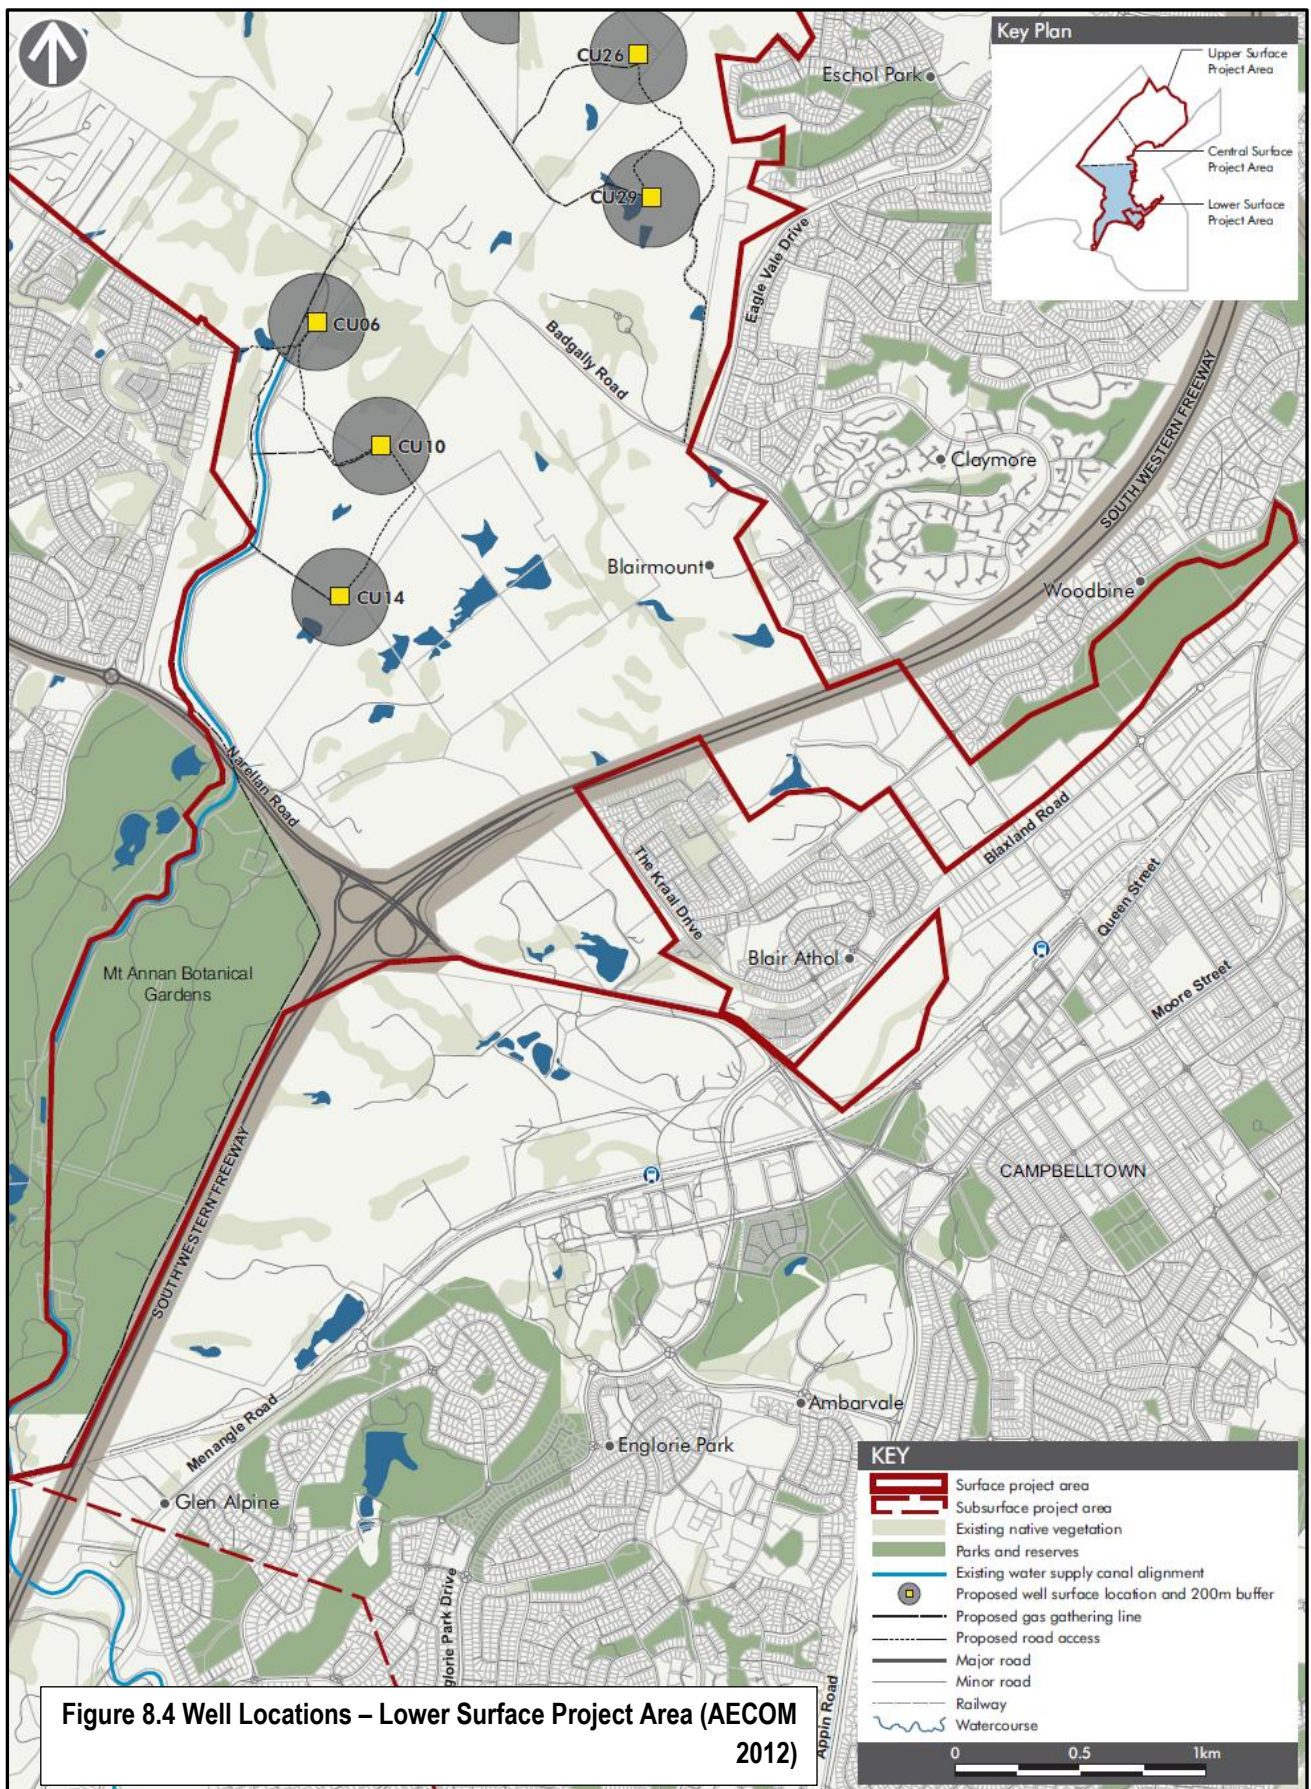 Key Plan
Upper Surface
Project Area
Central Surface
Project Area
Lower Surface
Project Area
CU26
Eschol Park
CU29
Eagle Vale Drive
CU06
Badgally Road
CU10
Claymore
SOUTH WESTERN FREEWAY
Blairmount
CU14
Woodbine
Narellan Road
Blaxland Road
The Kraal Drive
Queen Street
Blair Athol
Mt Annan Botanical
Gardens
Moore Street
SOUTH WESTERN FREEWAY
CAMPBELLTOWN
Menangle Road
Ambarvale
Englorie Park
Glen Alpine
glorie Park Drive
Appin Road
KEY
Surface project area
Subsurface project area
Existing native vegetation
Parks and reserves
Existing water supply canal alignment
Proposed well surface location and 200m buffer
Proposed gas gathering line
Proposed road access
Major road
Minor road
Railway
Watercourse
0 0.5 1km
Figure 8.4 Well Locations – Lower Surface Project Area (AECOM
2012)